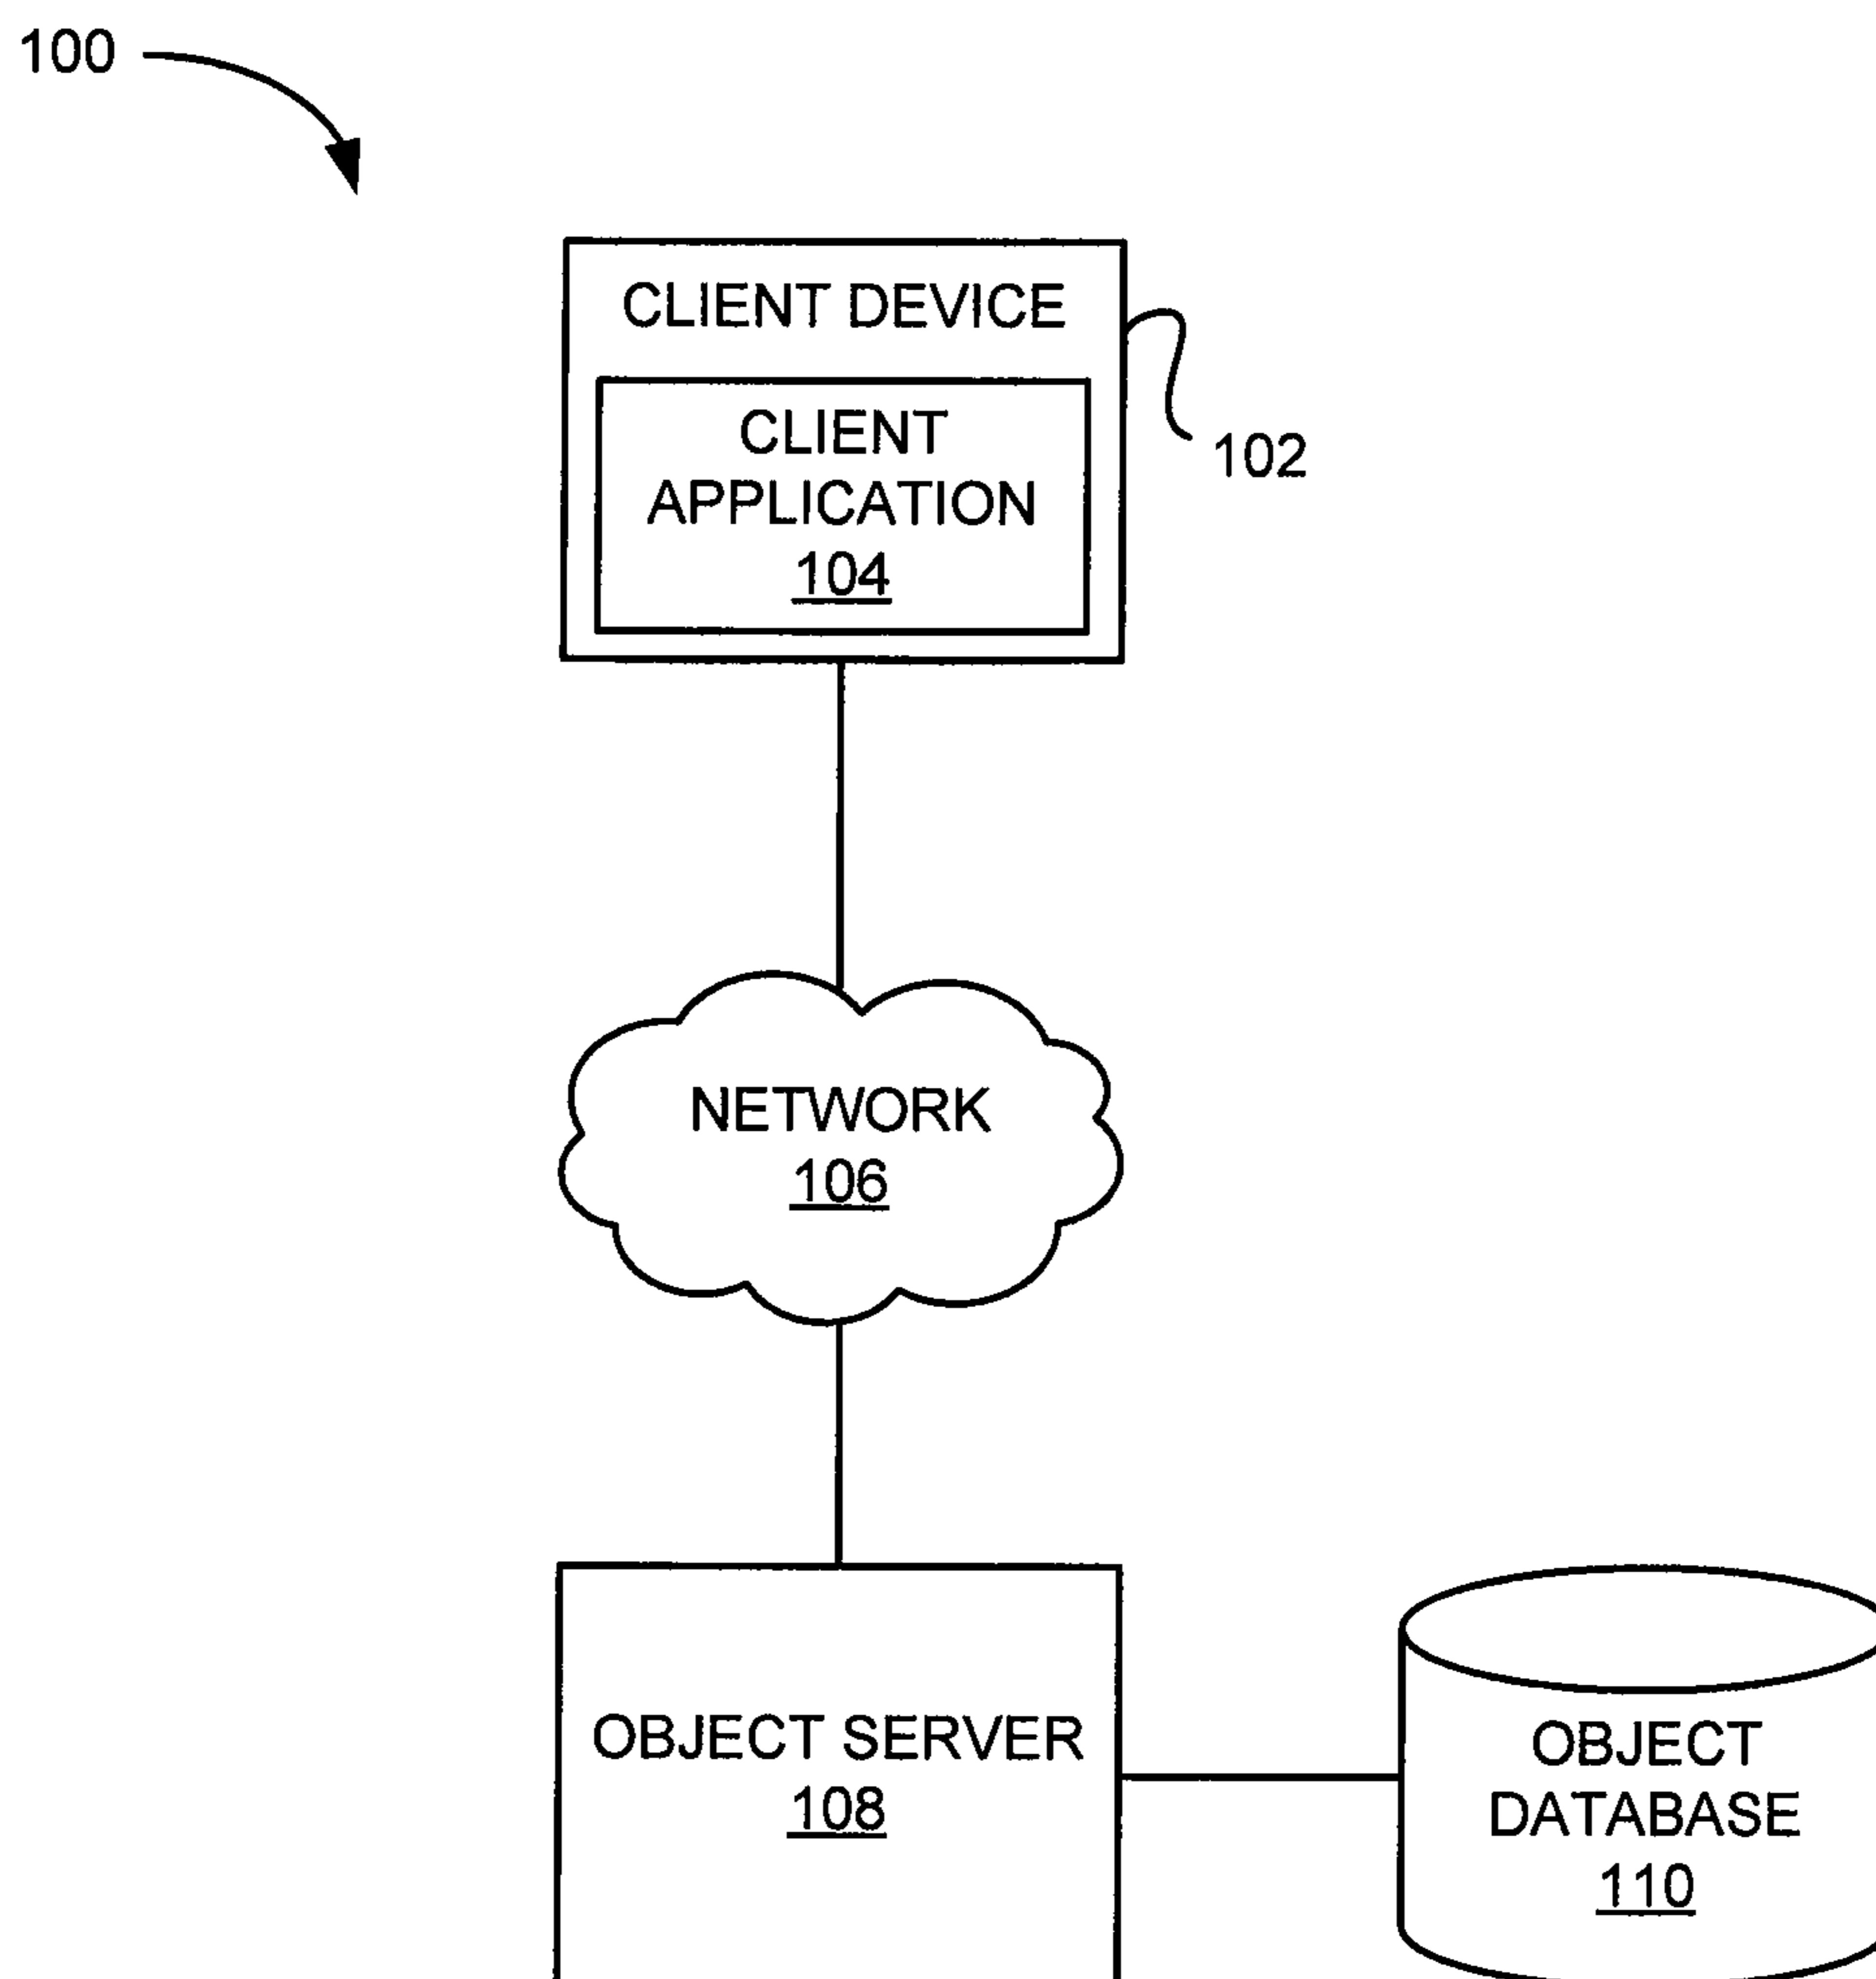 100
CLIENT DEVICE
CLIENT
APPLICATION
104
102
NETWORK
106
OBJECT SERVER
108
OBJECT
DATABASE
110